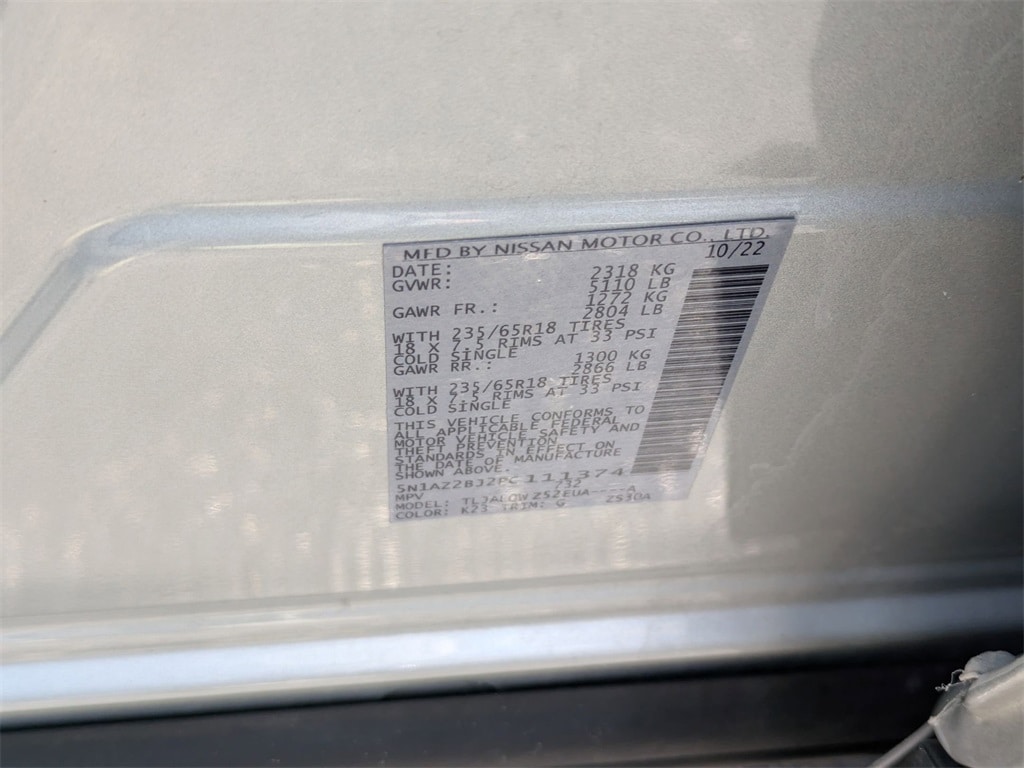 MFD BY NISSAN MOTOR CO., LTD.
DATE: 10/22
GVWR: 2318 KG
5110 LB
GAWR FR.: 1272 KG
2804 LB
WITH 235/65R18 TIRES
18 X 7.5 RIMS AT 33 PSI
COLD SINGLE
GAWR RR.: 1300 KG
2866 LB
WITH 235/65R18 TIRES
18 X 7.5 RIMS AT 33 PSI
COLD SINGLE
THIS VEHICLE CONFORMS TO
ALL APPLICABLE FEDERAL
MOTOR VEHICLE SAFETY AND
THEFT PREVENTION
STANDARDS IN EFFECT ON
THE DATE OF MANUFACTURE
SHOWN ABOVE.
5N1AZ2BJ2PC111374
MPV /32
MODEL: A
COLOR: K23 TRIM: G